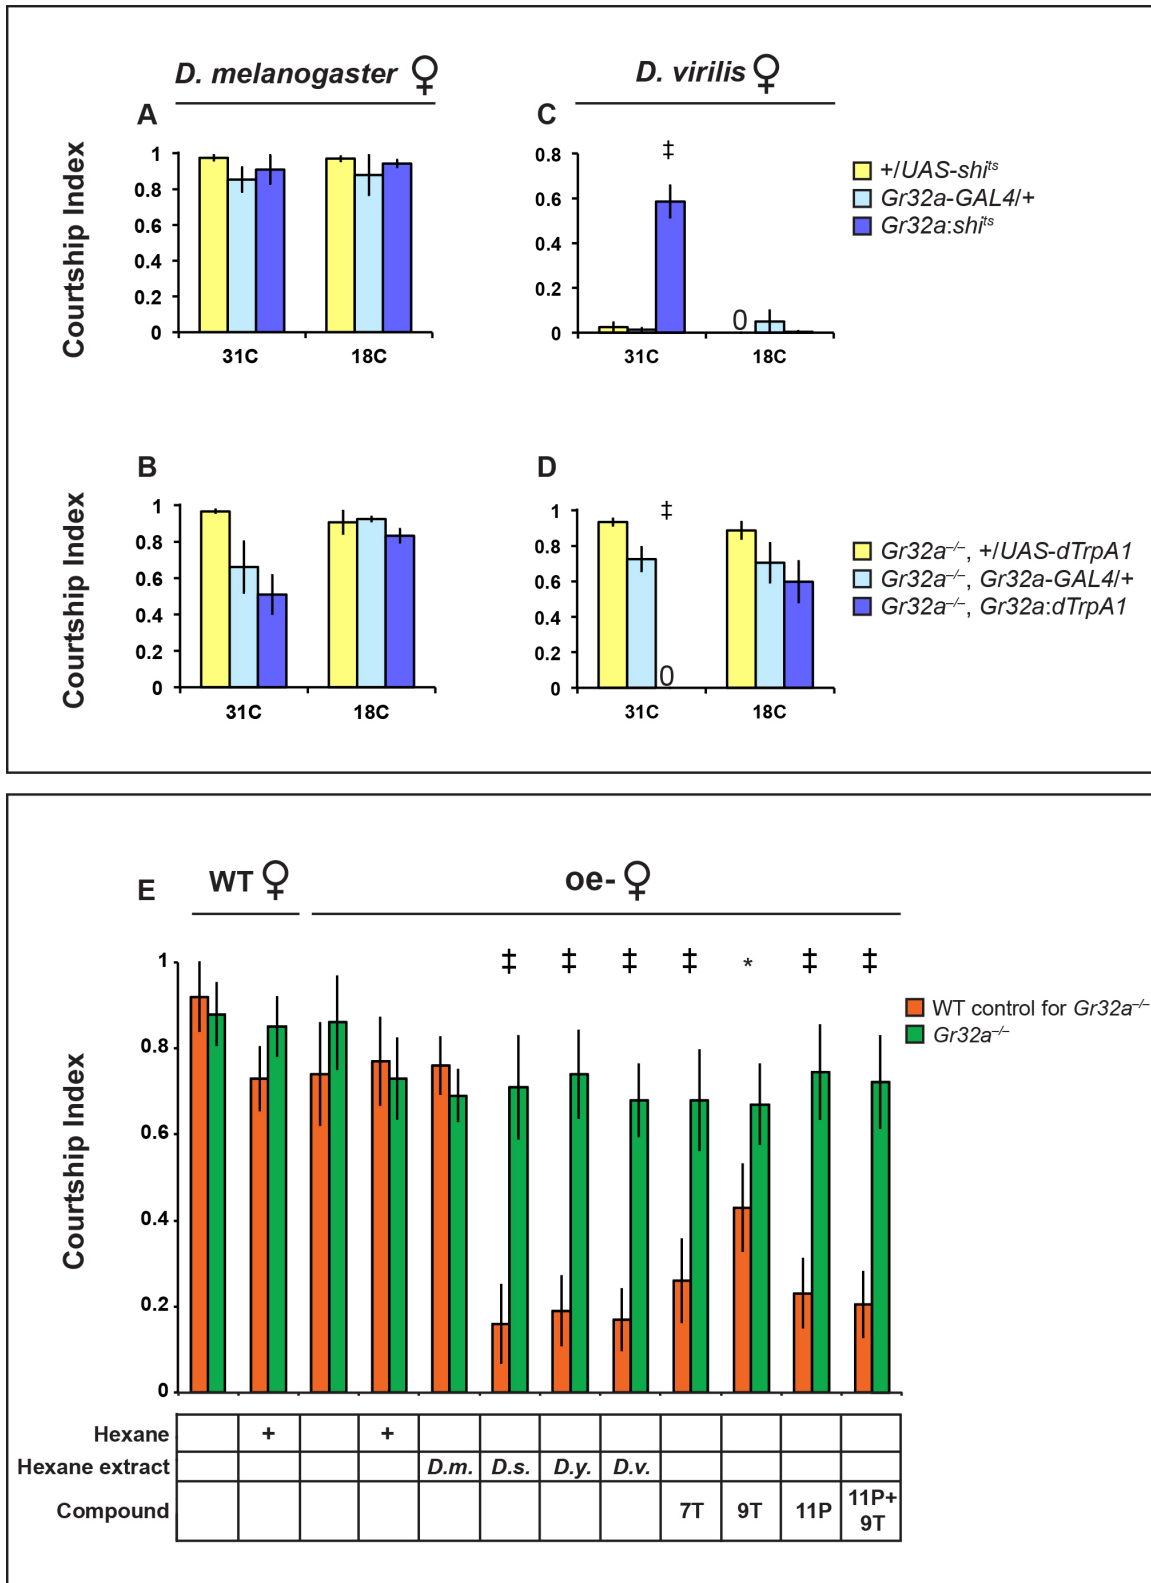 D. melanogaster ♀
D. virilis ♀
A
C
Courtship Index
1
0.8
0.6
0.4
0.2
0
31C
18C
‡
0.8
0.6
0.4
0.2
0
0
31C
18C
+/UAS-shiᵗˢ
Gr32a-GAL4/+
Gr32a:shiᵗˢ
B
D
Courtship Index
1
0.8
0.6
0.4
0.2
0
31C
18C
‡
1
0.8
0.6
0.4
0.2
0
0
31C
18C
Gr32a⁻/⁻, +/UAS-dTrpA1
Gr32a⁻/⁻, Gr32a-GAL4/+
Gr32a⁻/⁻, Gr32a:dTrpA1
E
WT ♀
oe- ♀
‡ ‡ ‡ ‡ * ‡ ‡
Courtship Index
1
0.8
0.6
0.4
0.2
0
WT control for Gr32a⁻/⁻
Gr32a⁻/⁻
Hexane + +
Hexane extract D.m. D.s. D.y. D.v.
Compound 7T 9T 11P 11P+
9T